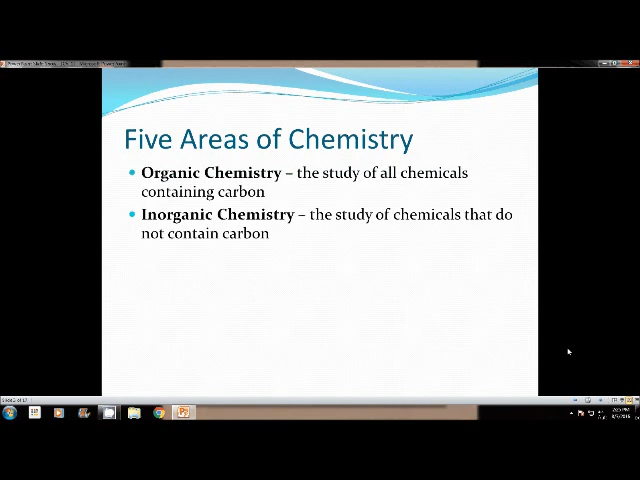 Five Areas of Chemistry
Organic Chemistry – the study of all chemicals
containing carbon
Inorganic Chemistry – the study of chemicals that do
not contain carbon